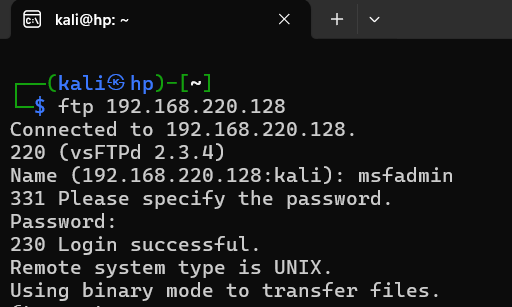 kali@hp: ~
(kali㉿hp)-[~]
$ ftp 192.168.220.128
Connected to 192.168.220.128.
220 (vsFTPd 2.3.4)
Name (192.168.220.128:kali): msfadmin
331 Please specify the password.
Password:
230 Login successful.
Remote system type is UNIX.
Using binary mode to transfer files.